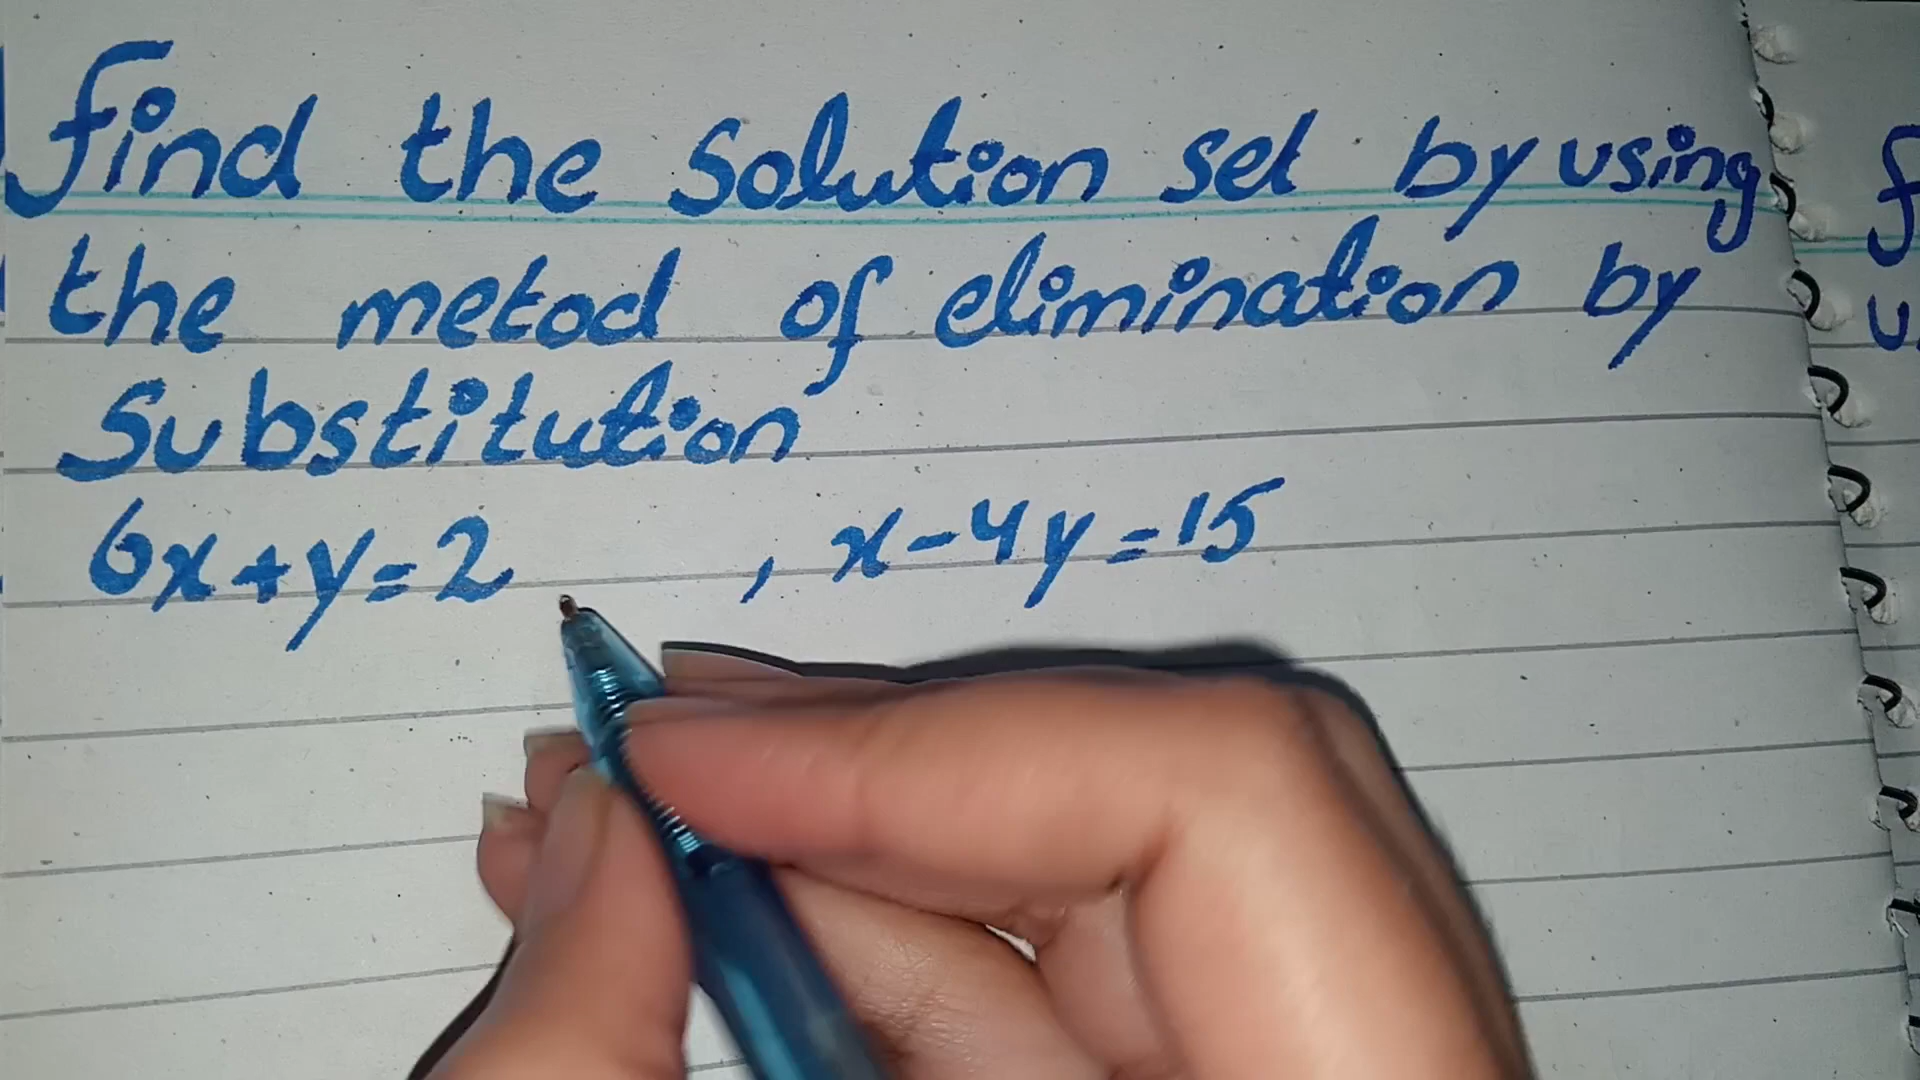 find the Solution set by using
the metod of elimination by
Substitution
6x+y=2 , x-4y=15
f
u